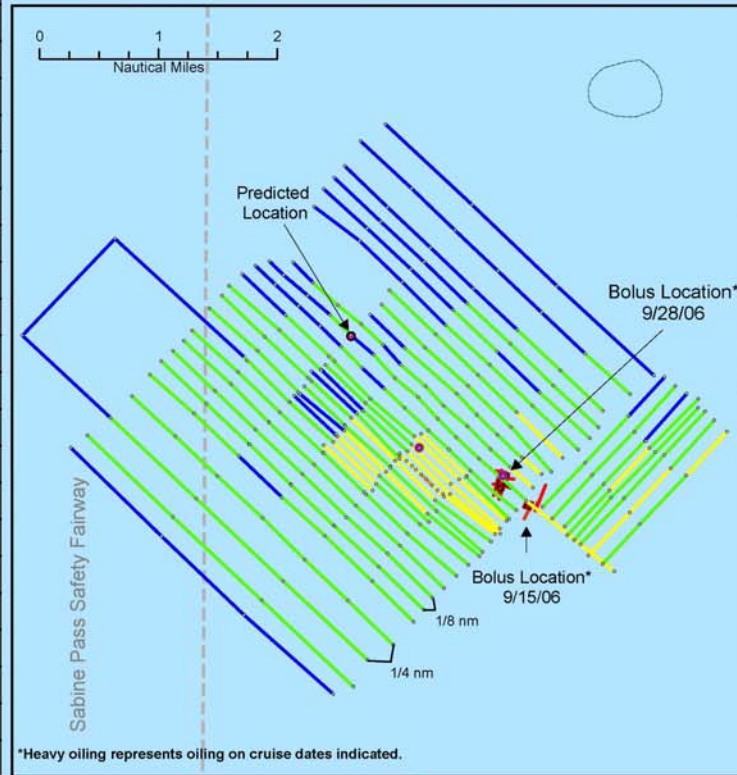 0 1 2
Nautical Miles
Predicted
Location
Bolus Location*
9/28/06
Bolus Location*
9/15/06
1/8 nm
1/4 nm
Sabine Pass Safety Fairway
*Heavy oiling represents oiling on cruise dates indicated.